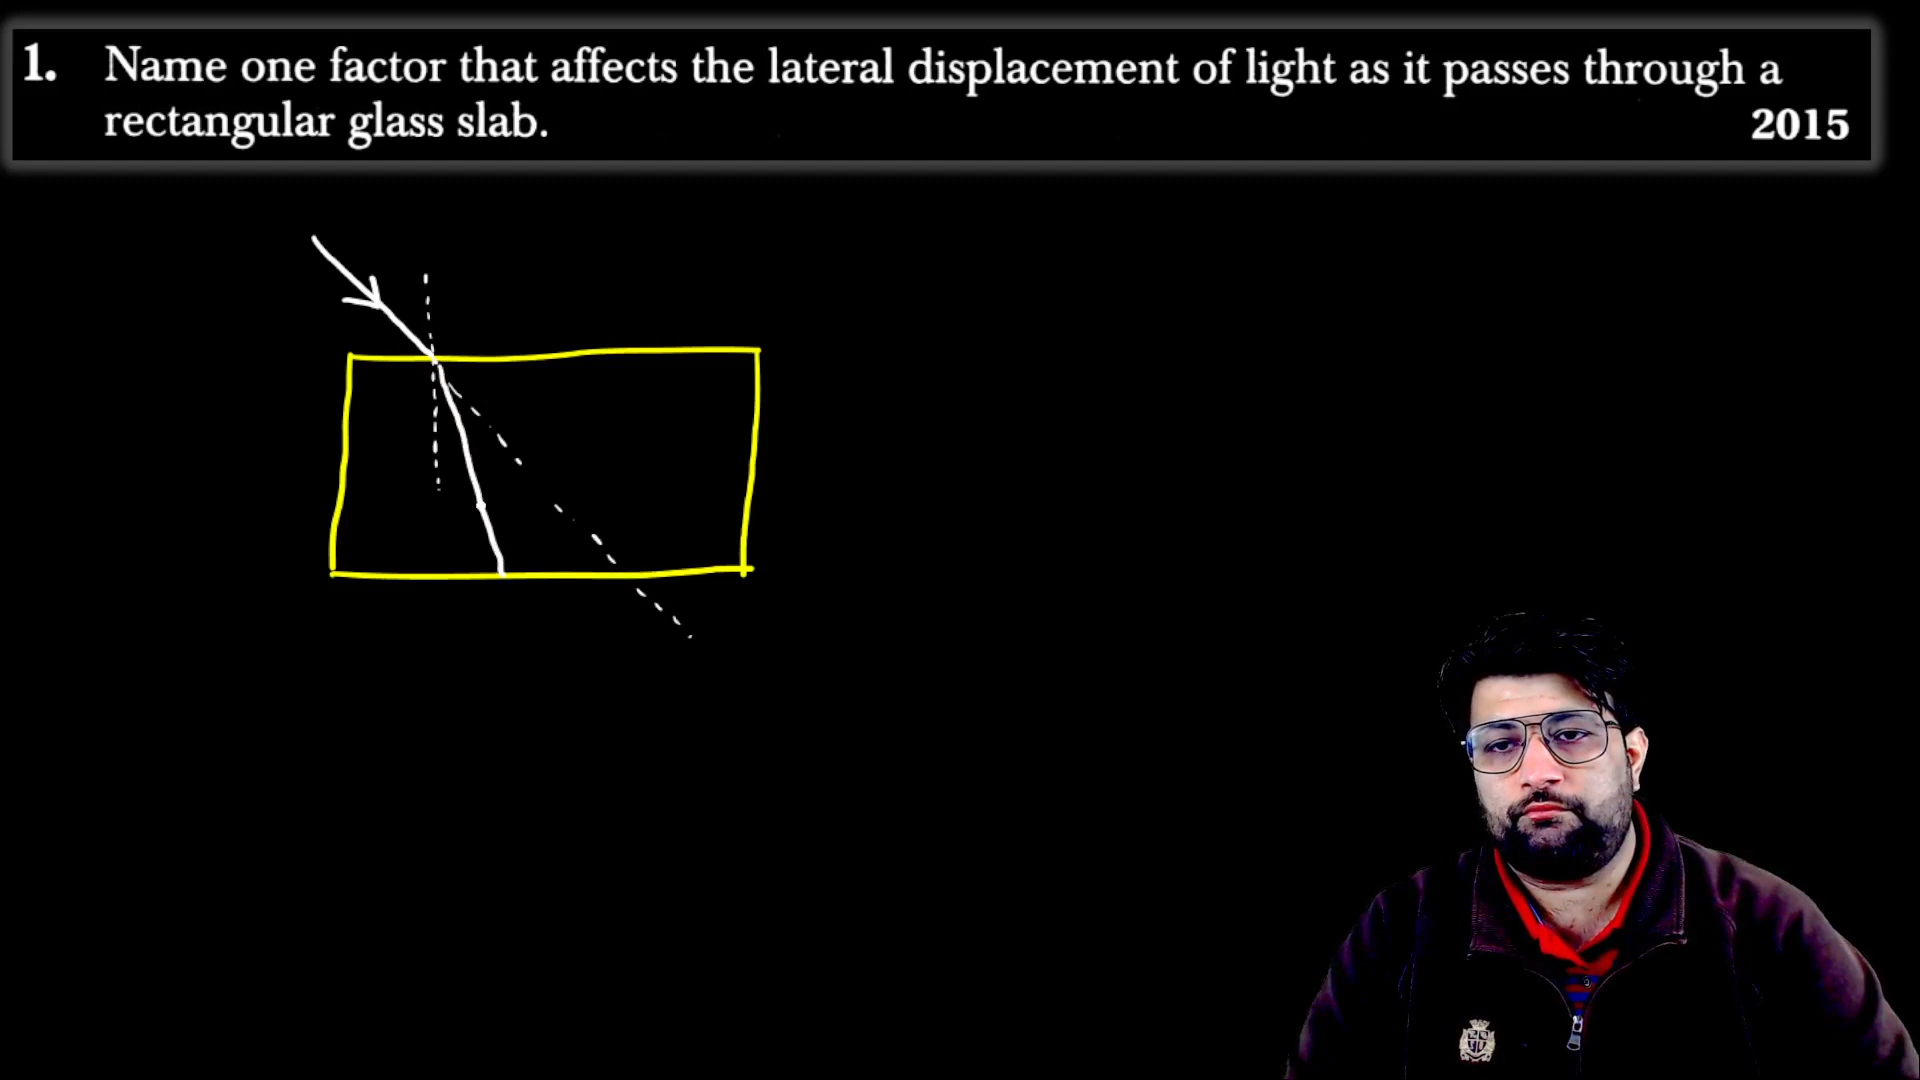 1. Name one factor that affects the lateral displacement of light as it passes through a
rectangular glass slab. 2015